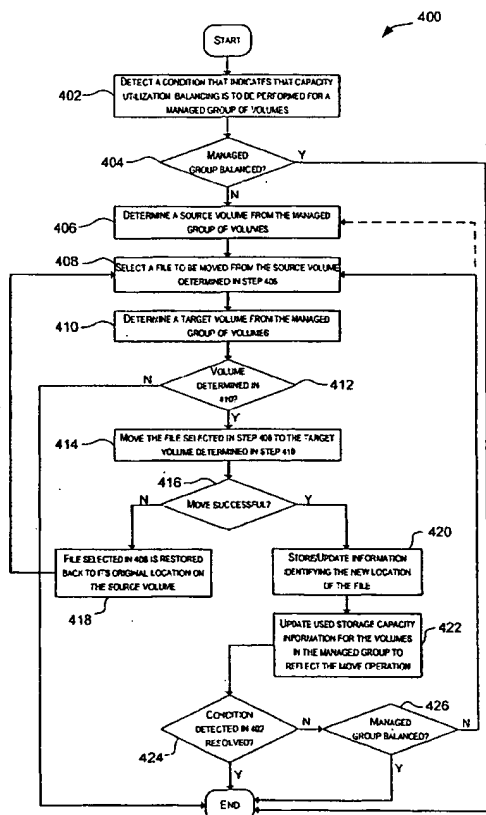 400
START
402
DETECT A CONDITION THAT INDICATES THAT CAPACITY
UTILIZATION BALANCING IS TO BE PERFORMED FOR A
MANAGED GROUP OF VOLUMES
404
MANAGED
GROUP BALANCED?
Y
N
406
DETERMINE A SOURCE VOLUME FROM THE MANAGED
GROUP OF VOLUMES
408
SELECT A FILE TO BE MOVED FROM THE SOURCE VOLUME
DETERMINED IN STEP 406
410
DETERMINE A TARGET VOLUME FROM THE MANAGED
GROUP OF VOLUMES
N
VOLUME
DETERMINED IN
410?
412
Y
414
MOVE THE FILE SELECTED IN STEP 408 TO THE TARGET
VOLUME DETERMINED IN STEP 410
416
N
MOVE SUCCESSFUL?
Y
420
FILE SELECTED IN 408 IS RESTORED
BACK TO IT'S ORIGINAL LOCATION ON
THE SOURCE VOLUME
418
STORE/UPDATE INFORMATION
IDENTIFYING THE NEW LOCATION
OF THE FILE
UPDATE USED STORAGE CAPACITY
INFORMATION FOR THE VOLUMES
IN THE MANAGED GROUP TO
REFLECT THE MOVE OPERATION
422
426
CONDITION
DETECTED IN 402
RESOLVED?
424
N
MANAGED
GROUP BALANCED?
N
Y
Y
END